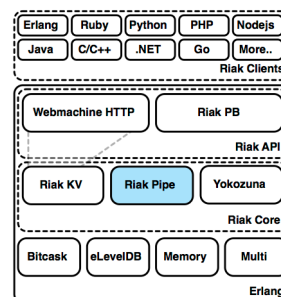 Erlang Ruby Python PHP Nodejs
Java C/C++ .NET Go More..
Riak Clients
Webmachine HTTP Riak PB
Riak API
Riak KV Riak Pipe Yokozuna
Riak Core
Bitcask eLevelDB Memory Multi
Erlang